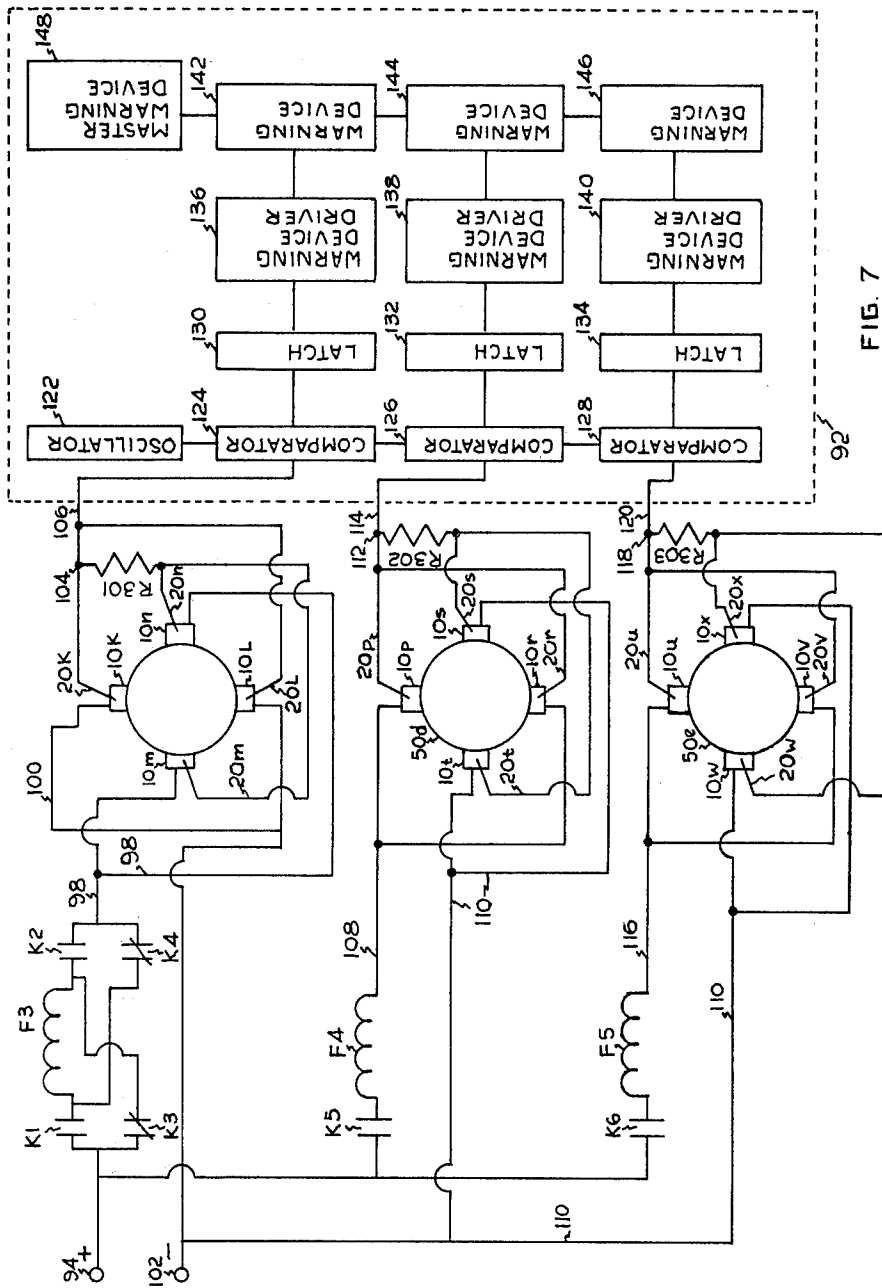 148
MASTER
WARNING
DEVICE
142
WARNING
DEVICE
144
WARNING
DEVICE
146
WARNING
DEVICE
136
WARNING
DEVICE
DRIVER
138
WARNING
DEVICE
DRIVER
140
WARNING
DEVICE
DRIVER
130
LATCH
132
LATCH
134
LATCH
122
OSCILLATOR
124
COMPARATOR
126
COMPARATOR
128
COMPARATOR
92
FIG. 7
106
104
R301
20n
10n
20K
10K
10L
20L
100
10m
20m
98
98
K2
K4
F3
K1
K3
94
+
102
−
114
112
R302
20s
10s
20p
10p
10r
20r
50d
10t
20t
110
108
F4
K5
120
118
R303
20x
10x
20u
10u
10v
20v
50e
10w
20w
116
110
F5
K6
110